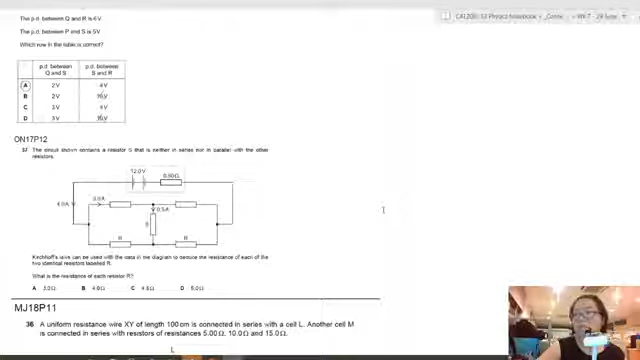 The p.d. between Q and R is 6V
The p.d. between P and S is 5V
Which row in the table is correct?
p.d. between Q and S
p.d. between S and R
A 2V 4V
B 2V 10V
C 3V 4V
D 3V 10V
ON17P12
37 The circuit shown contains a resistor S that is neither in series nor in parallel with the other
resistors.
12.0V
0.50Ω
4.0A
3.0A
0.5A
S
R
R
Kirchhoff's laws can be used with the data in the diagram to deduce the resistance of each of the
two identical resistors labelled R.
What is the resistance of each resistor R?
A 3.0Ω B 4.0Ω C 4.5Ω D 5.0Ω
MJ18P11
36 A uniform resistance wire XY of length 100cm is connected in series with a cell L. Another cell M
is connected in series with resistors of resistances 5.00Ω, 10.0Ω and 15.0Ω.
L
Physics Notebook